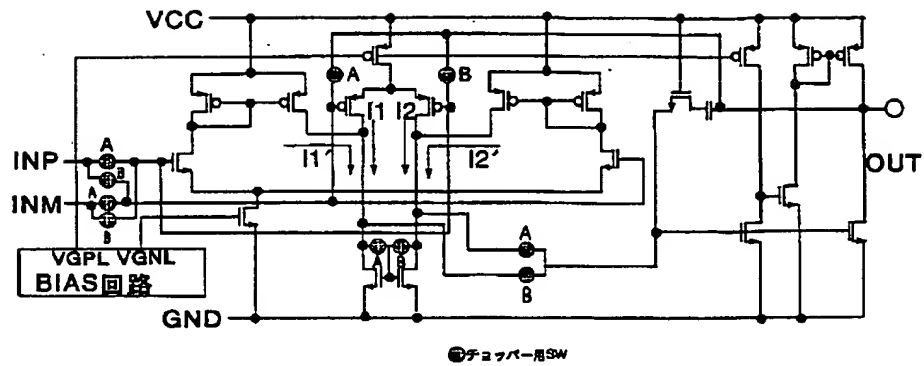 VCC
A
B
I1 I2
A
INP
I1'
I2'
B
A
INM
OUT
B
A
VGPL VGNL
A
B
BIAS回路
B
GND
チョッパー用SW